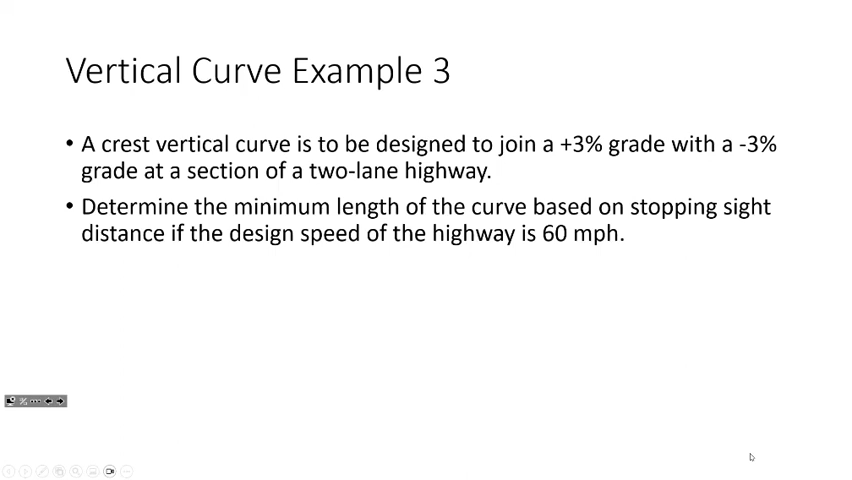 Vertical Curve Example 3
• A crest vertical curve is to be designed to join a +3% grade with a -3%
grade at a section of a two-lane highway.
• Determine the minimum length of the curve based on stopping sight
distance if the design speed of the highway is 60 mph.